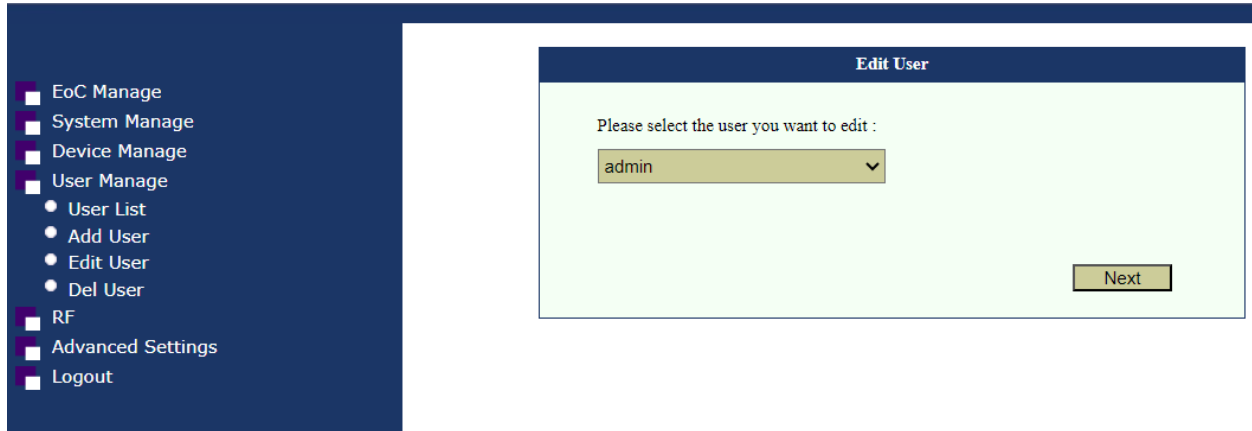 EoC Manage
System Manage
Device Manage
User Manage
User List
Add User
Edit User
Del User
RF
Advanced Settings
Logout
Edit User
Please select the user you want to edit :
admin
Next